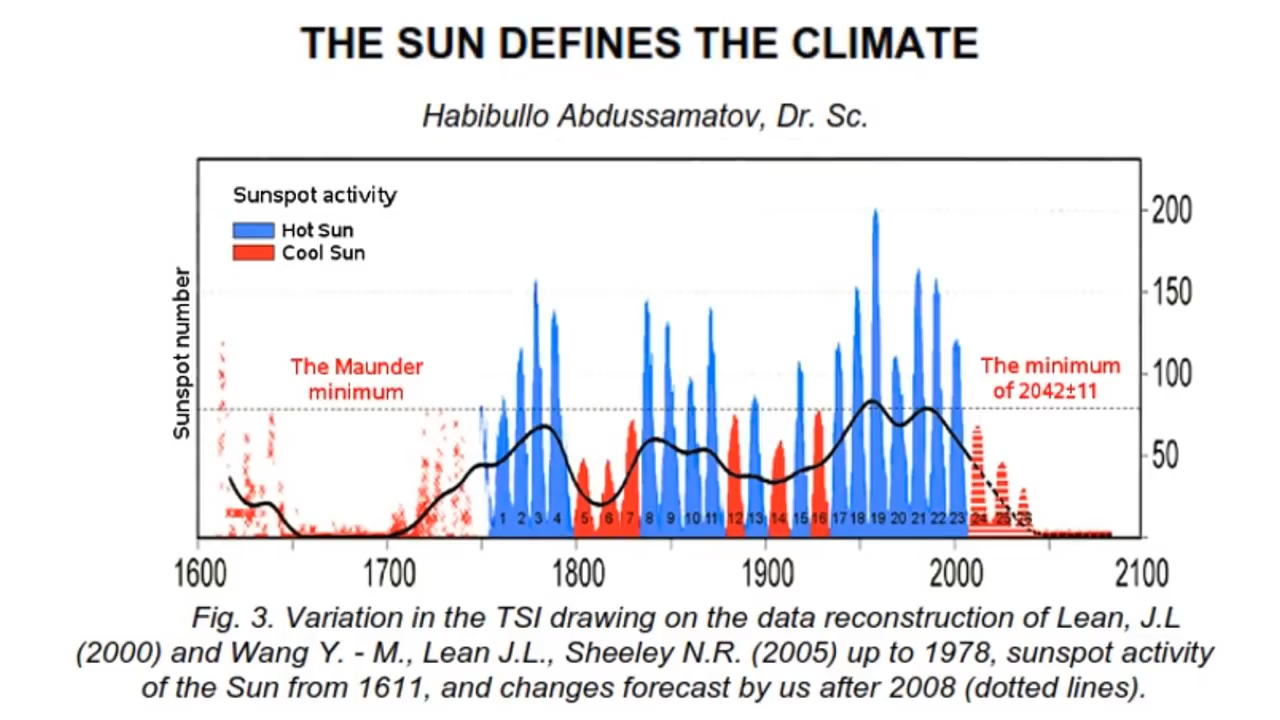 THE SUN DEFINES THE CLIMATE
Habibullo Abdussamatov, Dr. Sc.
Sunspot activity
Hot Sun
Cool Sun
Sunspot number
The Maunder
minimum
The minimum
of 2042±11
200
150
100
50
1 2 3 4 5 6 7 8 9 10 11 12 13 14 15 16 17 18 19 20 21 22 23 24 25 26
1600 1700 1800 1900 2000 2100
Fig. 3. Variation in the TSI drawing on the data reconstruction of Lean, J.L
(2000) and Wang Y. - M., Lean J.L., Sheeley N.R. (2005) up to 1978, sunspot activity
of the Sun from 1611, and changes forecast by us after 2008 (dotted lines).